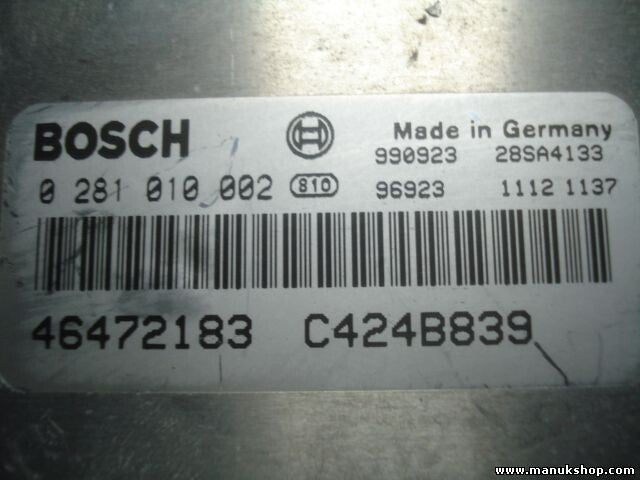 BOSCH Made in Germany
990923 28SA4133
0 281 010 002 810 96923 1112 1137
46472183 C424B839
www.manukshop.com